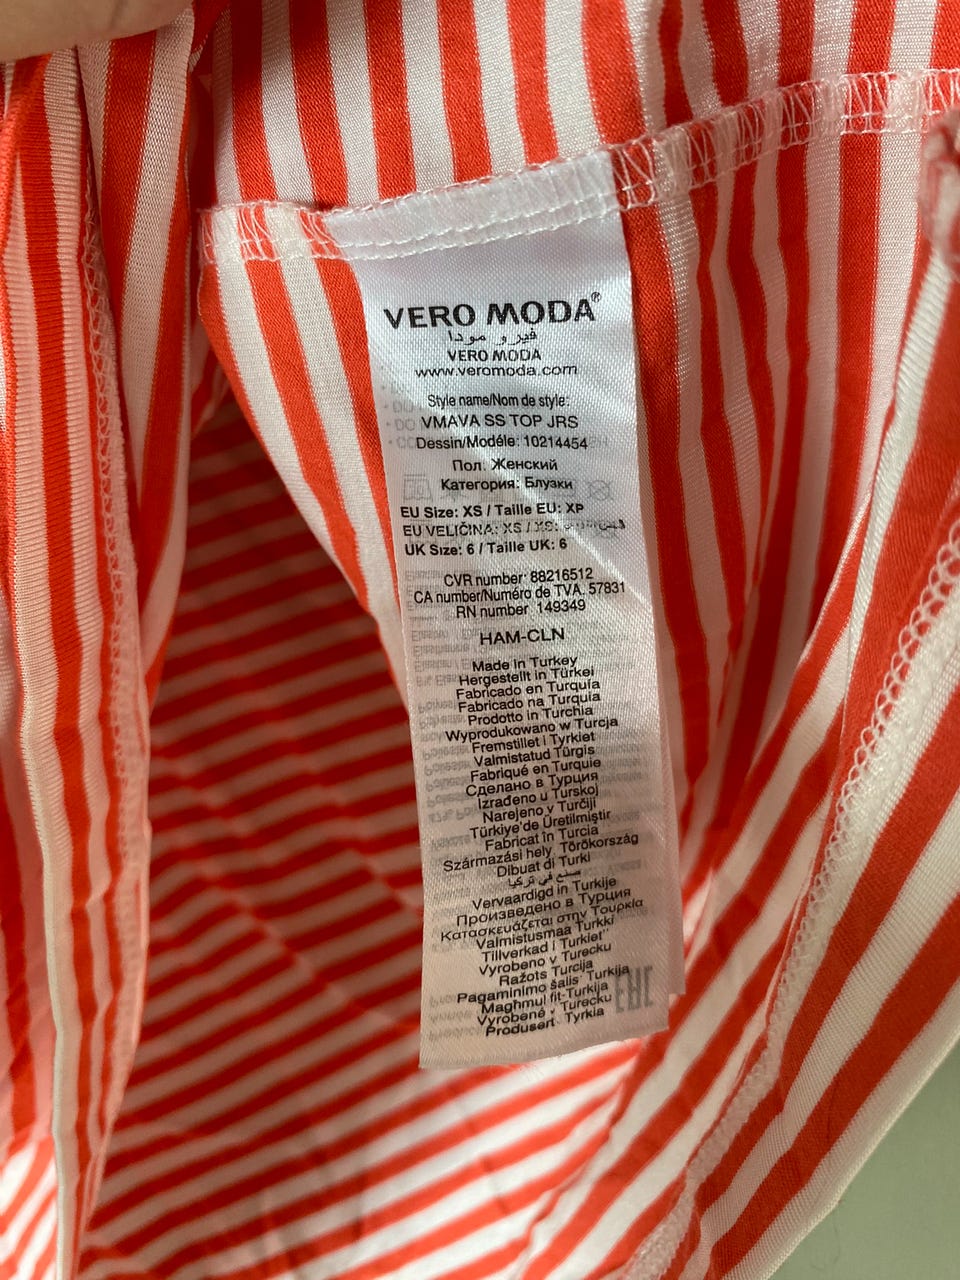 VERO MODA®
فيرو مودا
VERO MODA
www.veromoda.com
Style name/Nom de style:
VMAVA SS TOP JRS
Dessin/Modéle: 10214454
Пол: Женский
Категория: Блузки
EU Size: XS / Taille EU: XP
EU VELIČINA: XS / XS:
UK Size: 6 / Taille UK: 6
CVR number: 88216512
CA number/Numéro de TVA: 57831
RN number 149349
HAM-CLN
Made in Turkey
Hergestellt in Türkei
Fabricado en Turquía
Fabricado na Turquia
Prodotto in Turchia
Wyprodukowano w Turcja
Fremstillet i Tyrkiet
Valmistatud Türgis
Fabriqué en Turquie
Сделано в Турция
Izrađeno u Turskoj
Narejeno v Turčiji
Türkiye'de Üretilmiştir
Fabricat in Turcia
Származási hely, Törökország
Dibuat di Turki
صنع في تركيا
Vervaardigd in Turkije
Произведено в Турция
Κατασκευάζεται στην Τουρκία
Valmistusmaa Turkki
Tillverkad i Turkiet
Vyrobeno v Turecku
Ražots Turcija
Pagaminimo šalis Turkija
Maghmul fit-Turkija
Vyrobené v Turecku
Produsert Tyrkia
EAC